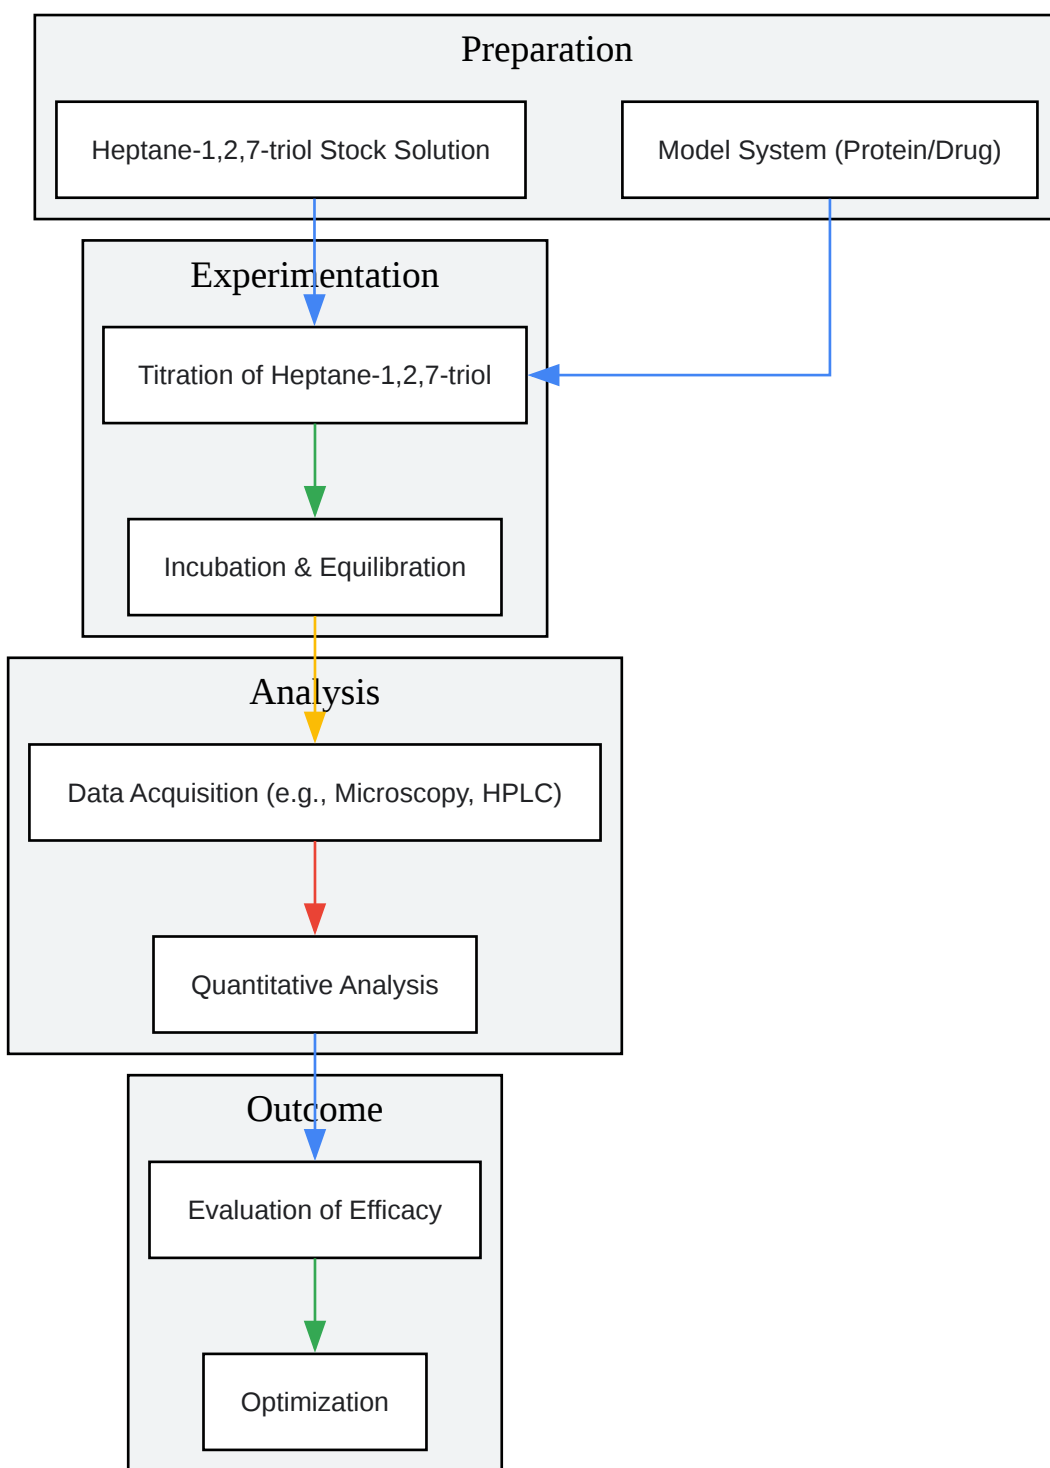 Preparation
Heptane-1,2,7-triol Stock Solution
Model System (Protein/Drug)
Experimentation
Titration of Heptane-1,2,7-triol
Incubation & Equilibration
Analysis
Data Acquisition (e.g., Microscopy, HPLC)
Quantitative Analysis
Outcome
Evaluation of Efficacy
Optimization